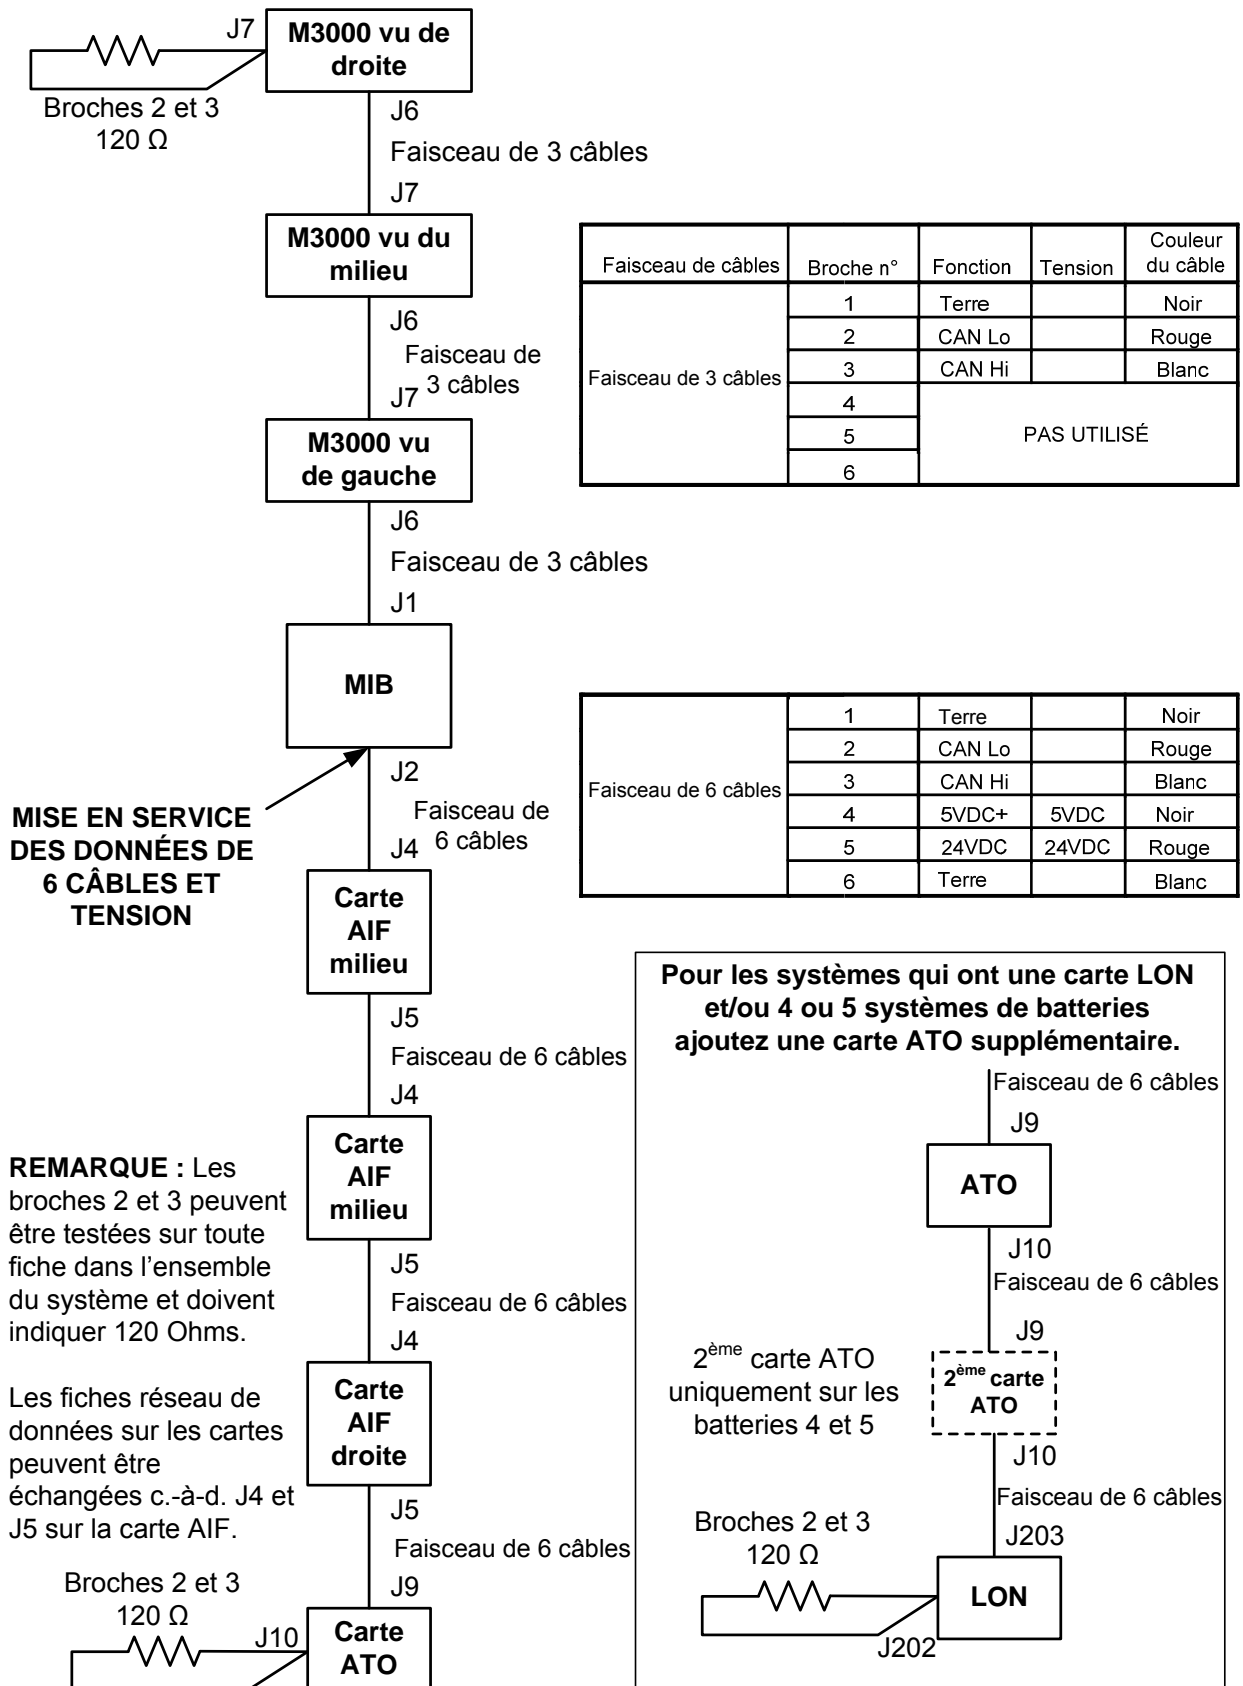 J7
M3000 vu de
droite
Broches 2 et 3
120 Ω
J6
Faisceau de 3 câbles
J7
M3000 vu du
milieu
J6
Faisceau de
3 câbles
J7
M3000 vu
de gauche
J6
Faisceau de 3 câbles
J1
MIB
J2
Faisceau de
6 câbles
J4
MISE EN SERVICE
DES DONNÉES DE
6 CÂBLES ET
TENSION
Carte
AIF
milieu
J5
Faisceau de 6 câbles
J4
Carte
AIF
milieu
J5
Faisceau de 6 câbles
J4
Carte
AIF
droite
J5
Faisceau de 6 câbles
J9
Carte
ATO
J10
Broches 2 et 3
120 Ω
REMARQUE : Les
broches 2 et 3 peuvent
être testées sur toute
fiche dans l'ensemble
du système et doivent
indiquer 120 Ohms.
Les fiches réseau de
données sur les cartes
peuvent être
échangées c.-à-d. J4 et
J5 sur la carte AIF.
Faisceau de câbles Broche n° Fonction Tension Couleur du câble
Faisceau de 3 câbles
1 Terre Noir
2 CAN Lo Rouge
3 CAN Hi Blanc
4
5 PAS UTILISÉ
6
Faisceau de 6 câbles
1 Terre Noir
2 CAN Lo Rouge
3 CAN Hi Blanc
4 5VDC+ 5VDC Noir
5 24VDC 24VDC Rouge
6 Terre Blanc
Pour les systèmes qui ont une carte LON
et/ou 4 ou 5 systèmes de batteries
ajoutez une carte ATO supplémentaire.
Faisceau de 6 câbles
J9
ATO
J10
Faisceau de 6 câbles
J9
2ème carte
ATO
2ème carte ATO
uniquement sur les
batteries 4 et 5
J10
Faisceau de 6 câbles
J203
LON
Broches 2 et 3
120 Ω
J202